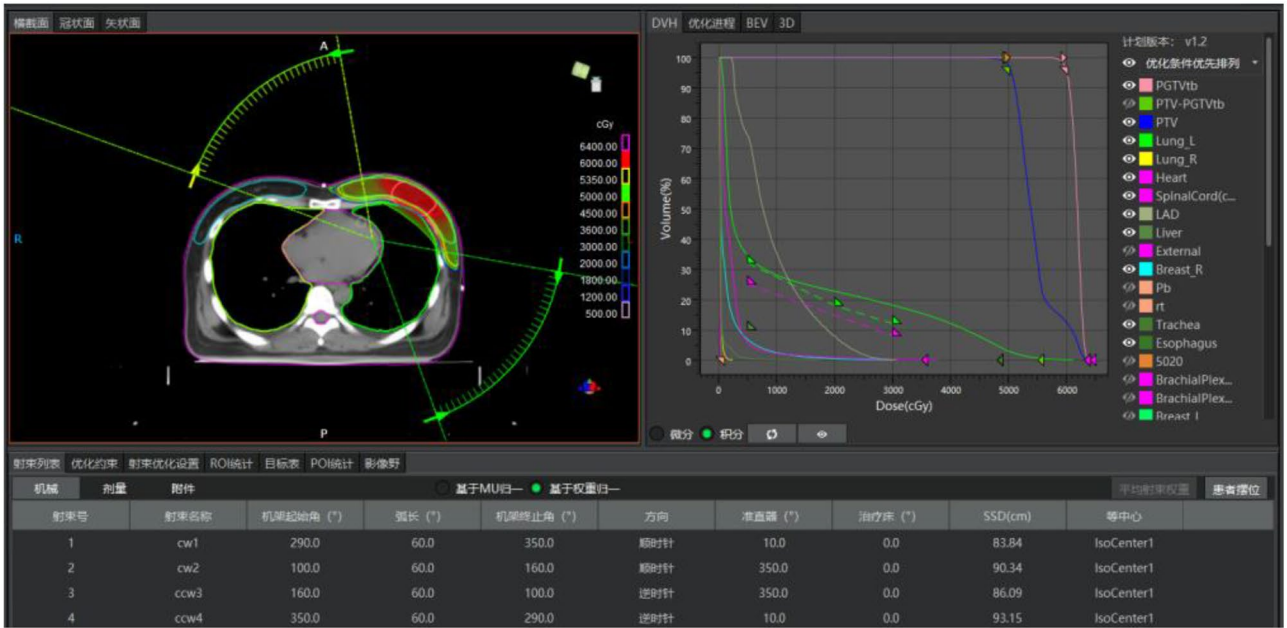 横截面 冠状面 矢状面
A
R
P
cGy
6400.00
6000.00
5350.00
5000.00
4500.00
3600.00
3000.00
2000.00
1800.00
1200.00
500.00
DVH 优化进程 BEV 3D
Volume(%)
100
90
80
70
60
50
40
30
20
10
0
0 1000 2000 3000 4000 5000 6000
Dose(cGy)
计划版本： v1.2
优化条件优先排列
PGTVtb
PTV-PGTVtb
PTV
Lung_L
Lung_R
Heart
SpinalCord(c...
LAD
Liver
External
Breast_R
Pb
rt
Trachea
Esophagus
5020
BrachialPlex...
BrachialPlex...
Breast_L
微分 积分
射束列表 优化约束 射束优化设置 ROI统计 目标表 POI统计 影像野
机械 剂量 附件 基于MU归一 基于权重归一 平均射束权重 患者摆位
射束号 射束名称 机架起始角 (°) 弧长 (°) 机架终止角 (°) 方向 准直器 (°) 治疗床 (°) SSD(cm) 等中心
1 cw1 290.0 60.0 350.0 顺时针 10.0 0.0 83.84 IsoCenter1
2 cw2 100.0 60.0 160.0 顺时针 350.0 0.0 90.34 IsoCenter1
3 ccw3 160.0 60.0 100.0 逆时针 350.0 0.0 86.09 IsoCenter1
4 ccw4 350.0 60.0 290.0 逆时针 10.0 0.0 93.15 IsoCenter1